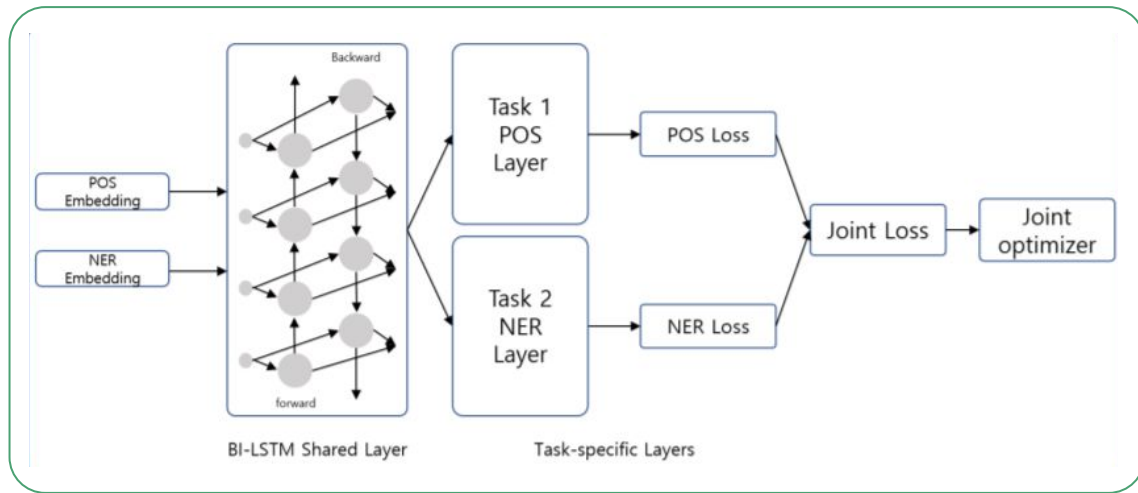 Backward
POS
Embedding
NER
Embedding
forward
BI-LSTM Shared Layer
Task 1
POS
Layer
Task 2
NER
Layer
Task-specific Layers
POS Loss
NER Loss
Joint Loss
Joint
optimizer